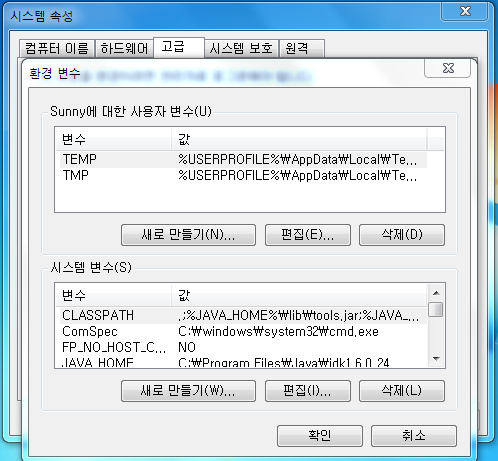 시스템 속성
컴퓨터 이름 하드웨어 고급 시스템 보호 원격
환경 변수
Sunny에 대한 사용자 변수(U)
변수 값
TEMP %USERPROFILE%₩AppData₩Local₩Te...
TMP %USERPROFILE%₩AppData₩Local₩Te...
새로 만들기(N)... 편집(E)... 삭제(D)
시스템 변수(S)
변수 값
CLASSPATH .;%JAVA_HOME%₩lib₩tools.jar;%JAVA_...
ComSpec C:₩windows₩system32₩cmd.exe
FP_NO_HOST_C... NO
JAVA_HOME C:₩Program Files₩Java₩jdk1.6.0_24
새로 만들기(W)... 편집(I)... 삭제(L)
확인 취소